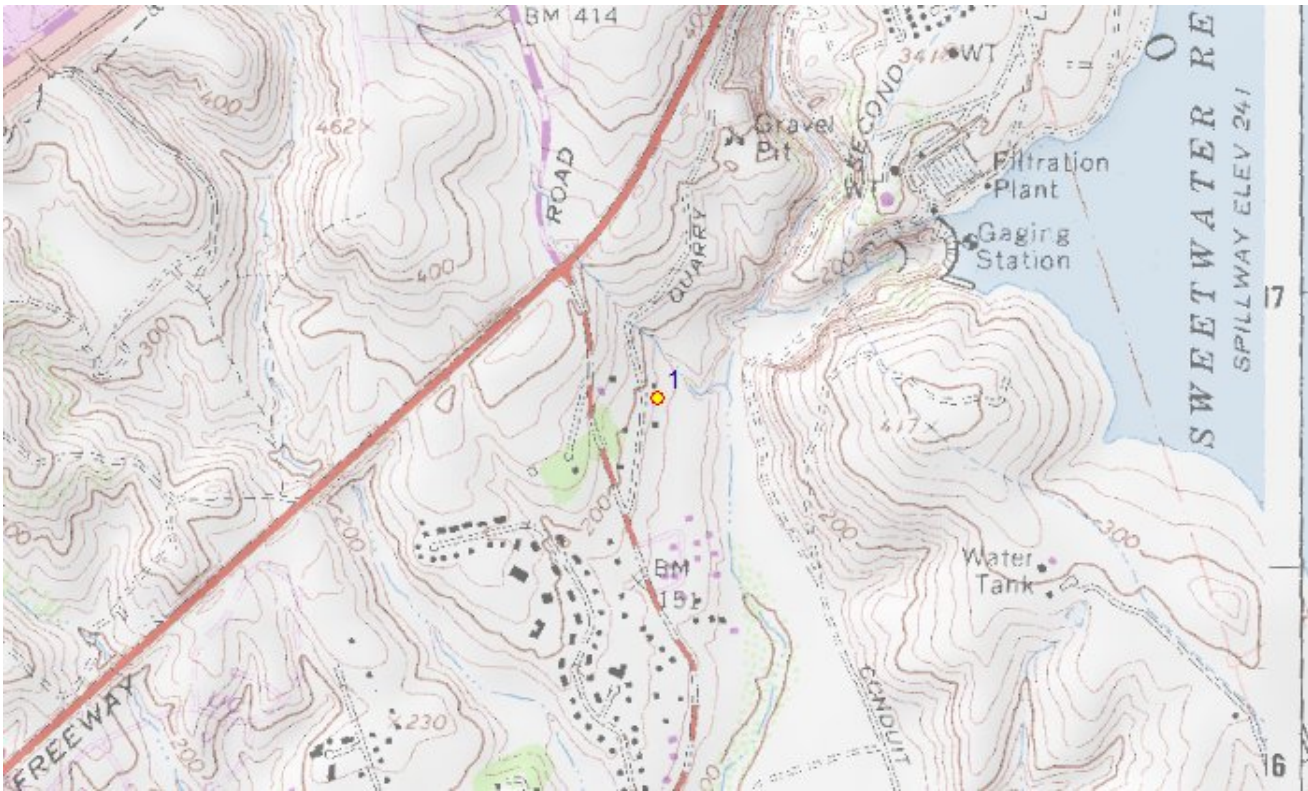 BM 414
400
400
341
WT
O
SWEETWATER RE
SPILLWAY ELEV 241
462
Gravel
Pit
SECOND
WT
Filtration
Plant
ROAD
QUARRY
Gaging
Station
400
200
17
300
1
417
200
200
200
300
Water
Tank
BM
151
CONDUIT
230
200
FREEWAY
16